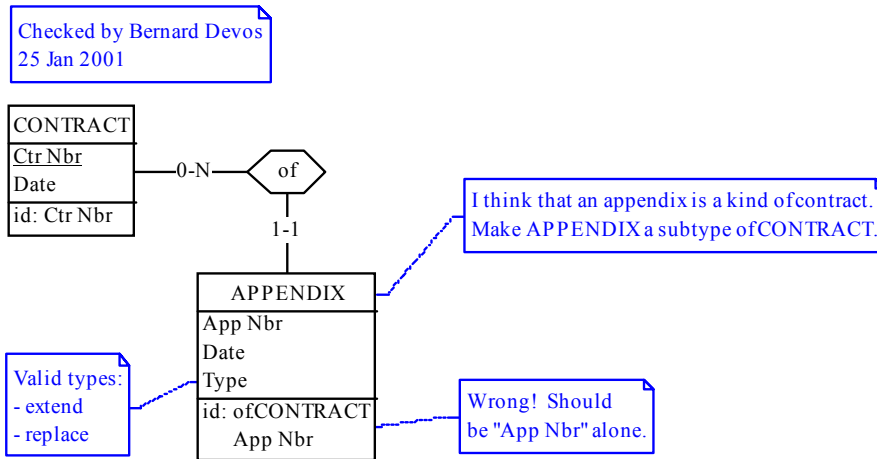 Checked by Bernard Devos
25 Jan 2001
CONTRACT
Ctr Nbr
Date
id: Ctr Nbr
0-N
of
1-1
I think that an appendix is a kind of contract.
Make APPENDIX a subtype of CONTRACT.
APPENDIX
App Nbr
Date
Type
id: of.CONTRACT
App Nbr
Valid types:
- extend
- replace
Wrong! Should
be "App Nbr" alone.